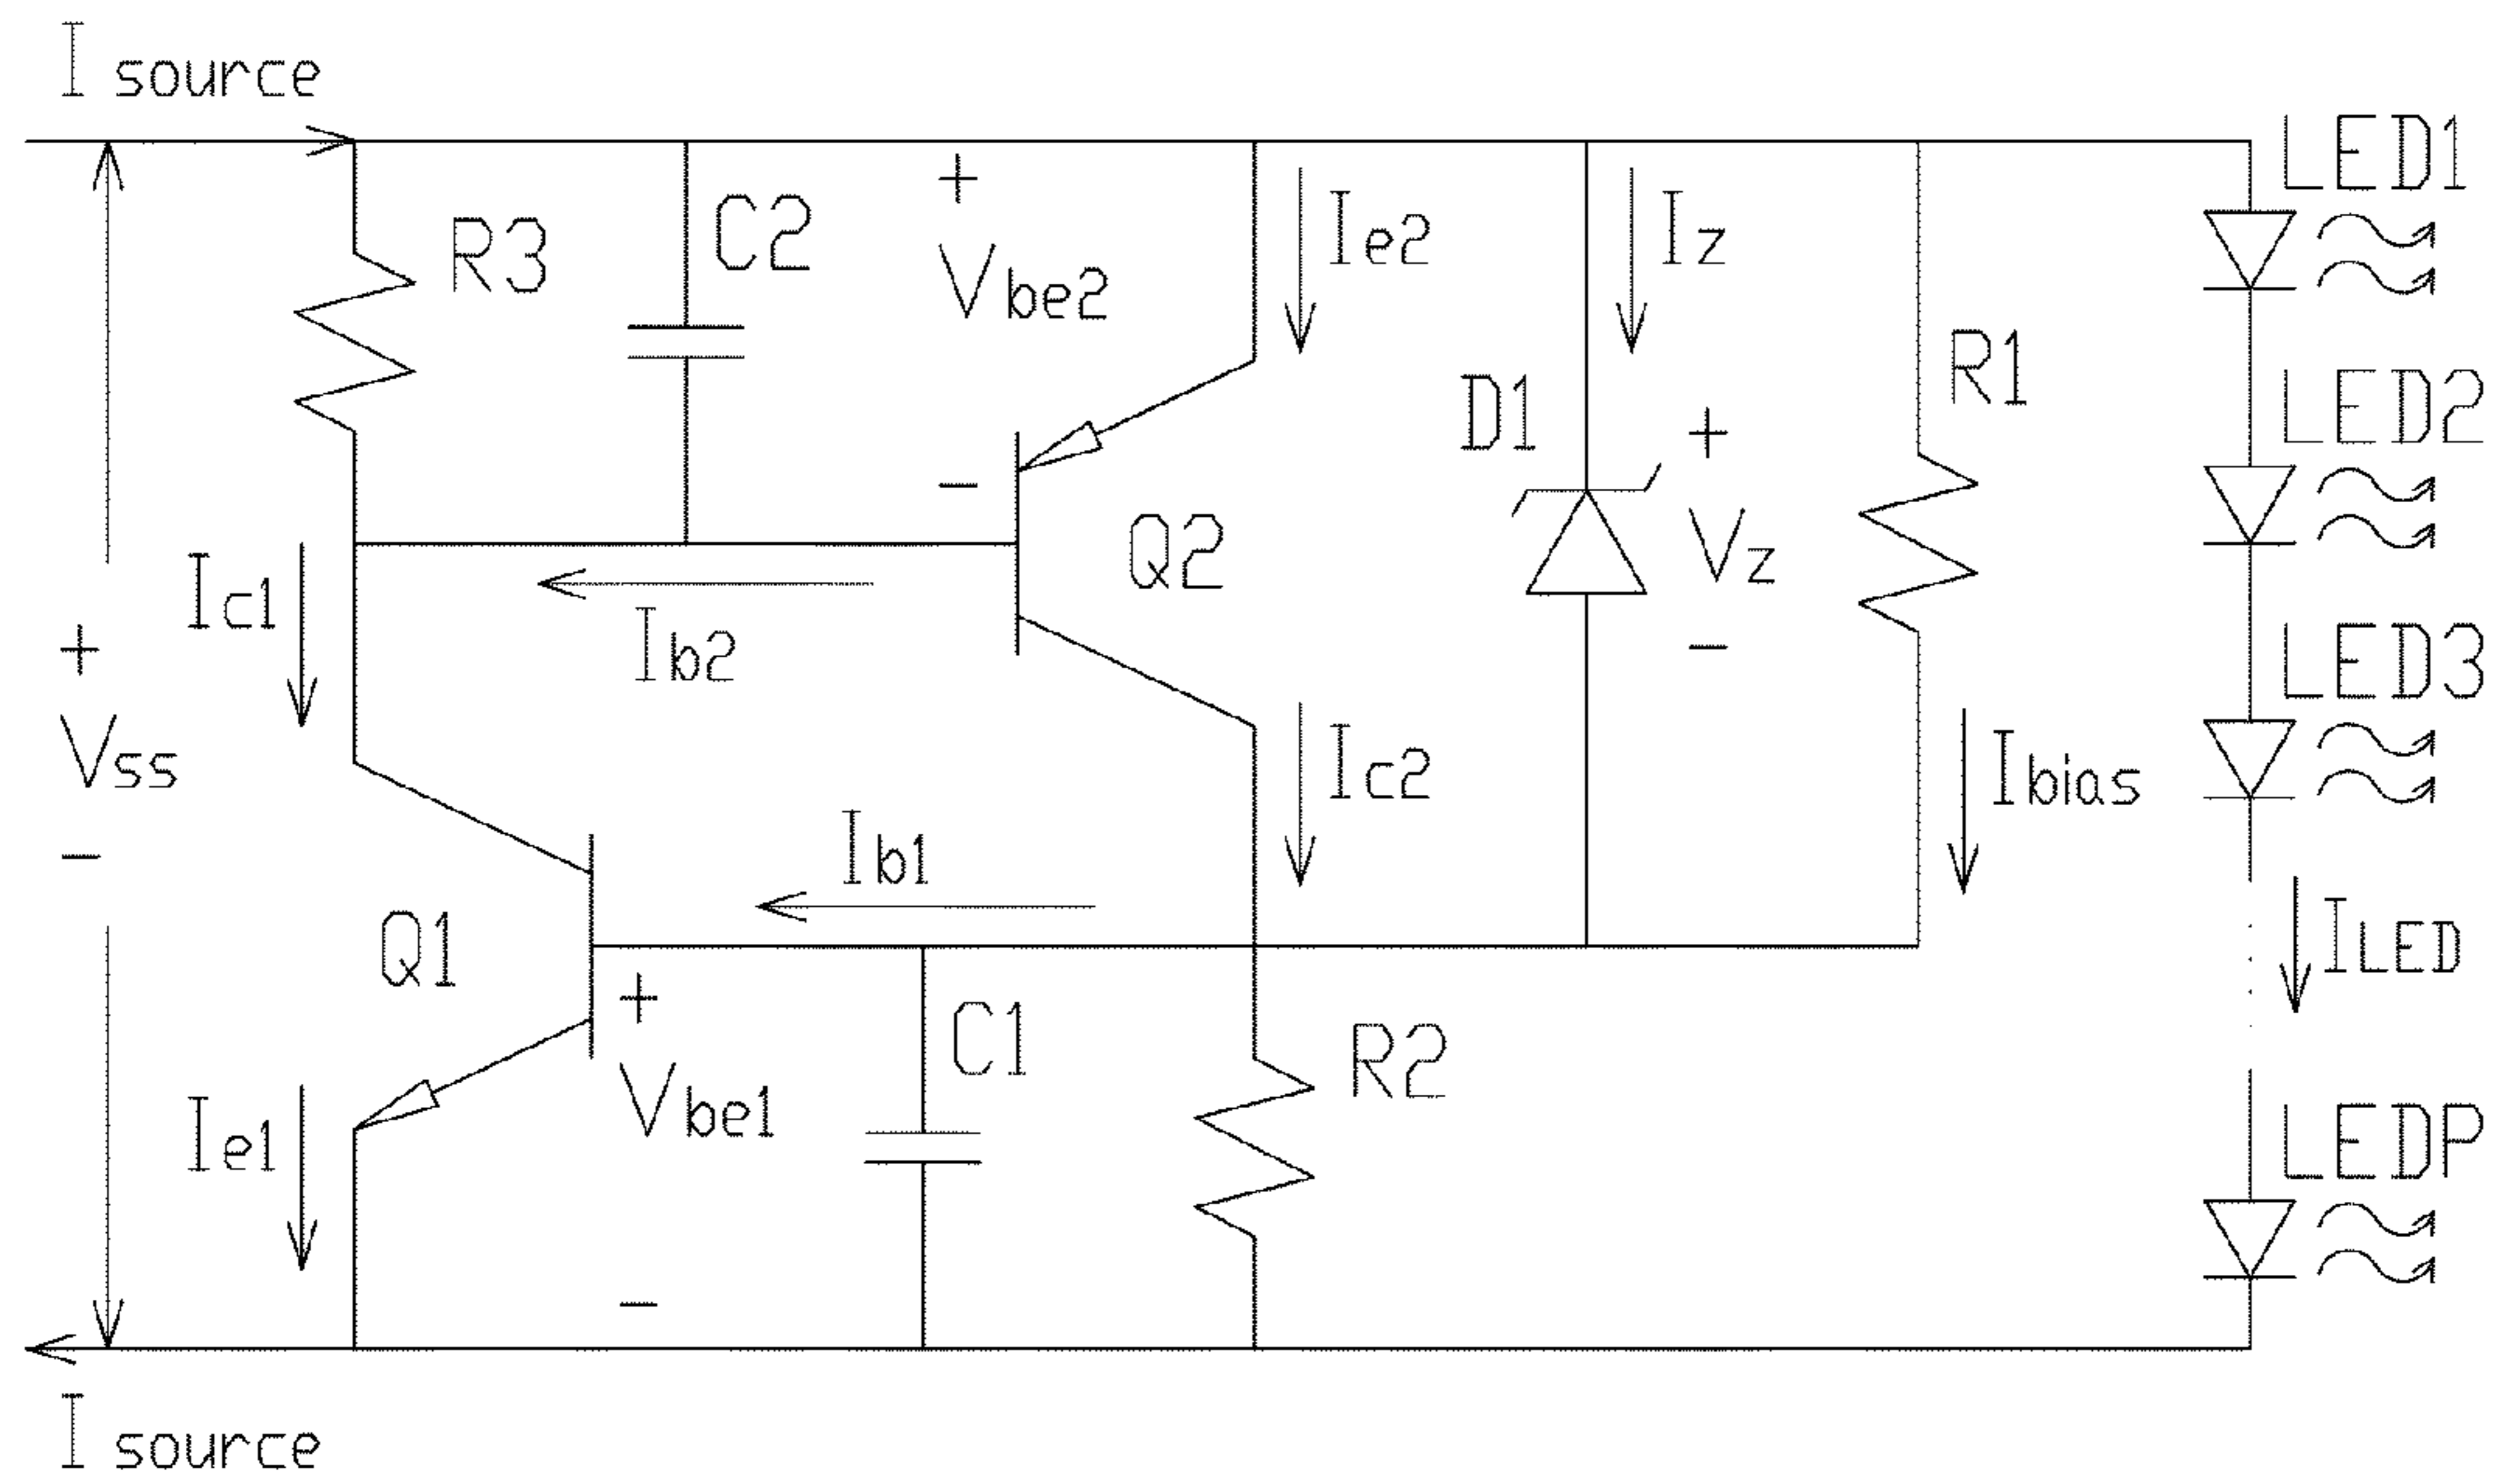 I source
LED1
R3
C2
+
Vbe2
-
Ie2
Iz
D1
+
Vz
-
R1
LED2
Q2
Ic1
Ib2
LED3
+
Vss
-
Ic2
Ibias
Ib1
Q1
+
Vbe1
-
C1
ILED
R2
Ie1
LEDP
I source